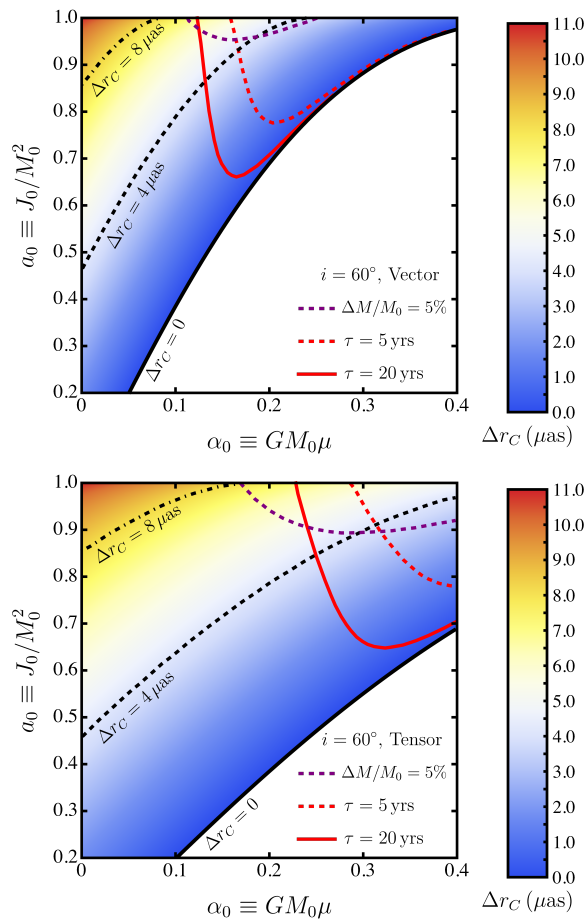 1.0
0.9
0.8
0.7
0.6
0.5
0.4
0.3
0.2
a₀ ≡ J₀/M₀²
Δr_C = 8 μas
Δr_C = 4 μas
Δr_C = 0
i = 60°, Vector
ΔM/M₀ = 5%
τ = 5 yrs
τ = 20 yrs
0 0.1 0.2 0.3 0.4
α₀ ≡ GM₀μ
11.0
10.0
9.0
8.0
7.0
6.0
5.0
4.0
3.0
2.0
1.0
0.0
Δr_C (μas)
1.0
0.9
0.8
0.7
0.6
0.5
0.4
0.3
0.2
a₀ ≡ J₀/M₀²
Δr_C = 8 μas
Δr_C = 4 μas
Δr_C = 0
i = 60°, Tensor
ΔM/M₀ = 5%
τ = 5 yrs
τ = 20 yrs
0 0.1 0.2 0.3 0.4
α₀ ≡ GM₀μ
11.0
10.0
9.0
8.0
7.0
6.0
5.0
4.0
3.0
2.0
1.0
0.0
Δr_C (μas)